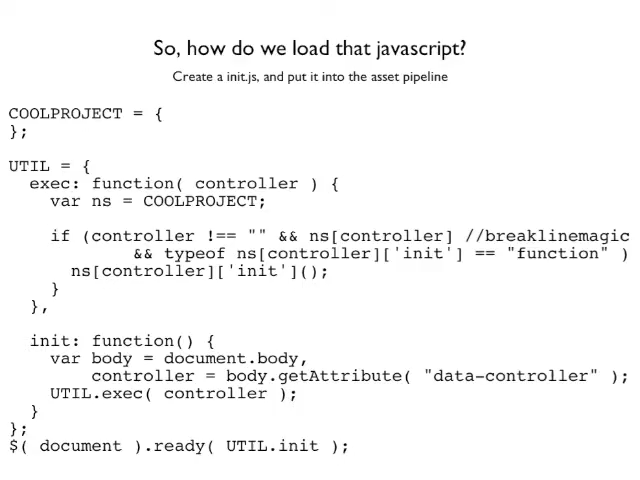 So, how do we load that javascript?
Create a init.js, and put it into the asset pipeline
COOLPROJECT = {
};
UTIL = {
  exec: function( controller ) {
    var ns = COOLPROJECT;
    if (controller !== "" && ns[controller] //breaklinemagic
            && typeof ns[controller]['init'] == "function" )
      ns[controller]['init']();
    }
  },
  init: function() {
    var body = document.body,
        controller = body.getAttribute( "data-controller" );
    UTIL.exec( controller );
  }
};
$( document ).ready( UTIL.init );